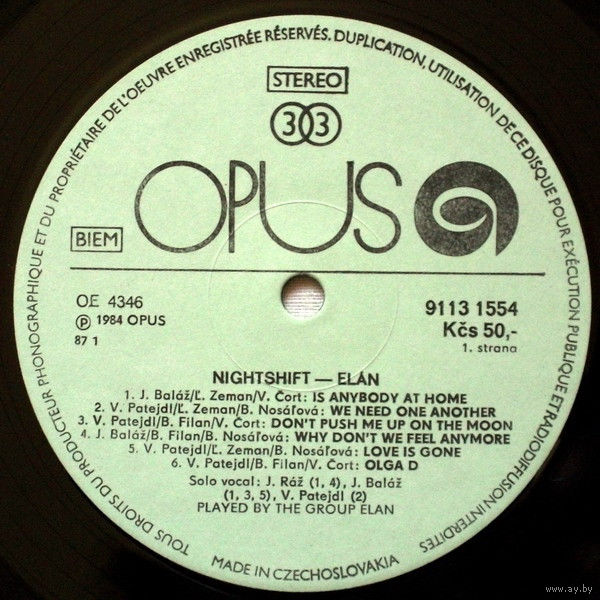 TOUS DROITS DU PRODUCTEUR PHONOGRAPHIQUE ET DU PROPRIÉTAIRE DE L'OEUVRE ENREGISTRÉE RÉSERVÉS. DUPLICATION, UTILISATION DE CE DISQUE POUR EXÉCUTION PUBLIQUE ET RADIODIFFUSION INTERDITES
STEREO
33
OPUS
BIEM
OE 4346
℗ 1984 OPUS
87 1
9113 1554
Kčs 50,-
1. strana
NIGHTSHIFT — ELÁN
1. J. Baláž/Ľ. Zeman/V. Čort: IS ANYBODY AT HOME
2. V. Patejdl/Ľ. Zeman/B. Nosáľová: WE NEED ONE ANOTHER
3. V. Patejdl/B. Filan/V. Čort: DON'T PUSH ME UP ON THE MOON
4. J. Baláž/B. Filan/B. Nosáľová: WHY DON'T WE FEEL ANYMORE
5. V. Patejdl/Ľ. Zeman/B. Nosáľová: LOVE IS GONE
6. V. Patejdl/B. Filan/V. Čort: OLGA D
Solo vocal: J. Ráž (1, 4), J. Baláž
(1, 3, 5), V. Patejdl (2)
PLAYED BY THE GROUP ELAN
MADE IN CZECHOSLOVAKIA
www.ay.by